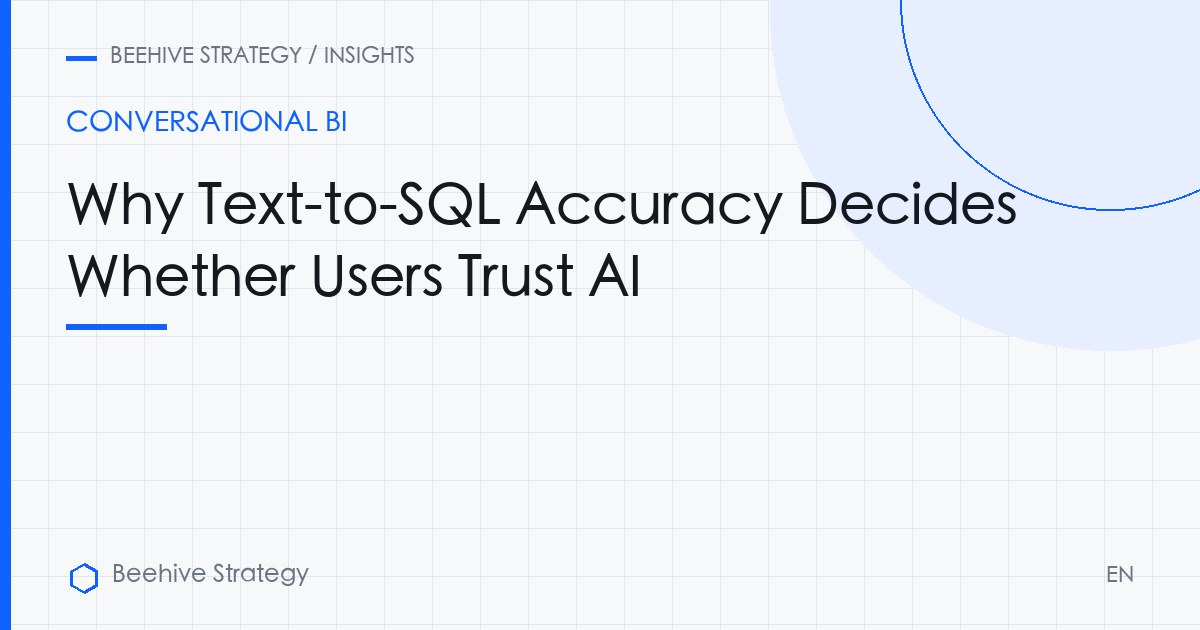 BEEHIVE STRATEGY / INSIGHTS
CONVERSATIONAL BI
Why Text-to-SQL Accuracy Decides
Whether Users Trust AI
Beehive Strategy
EN